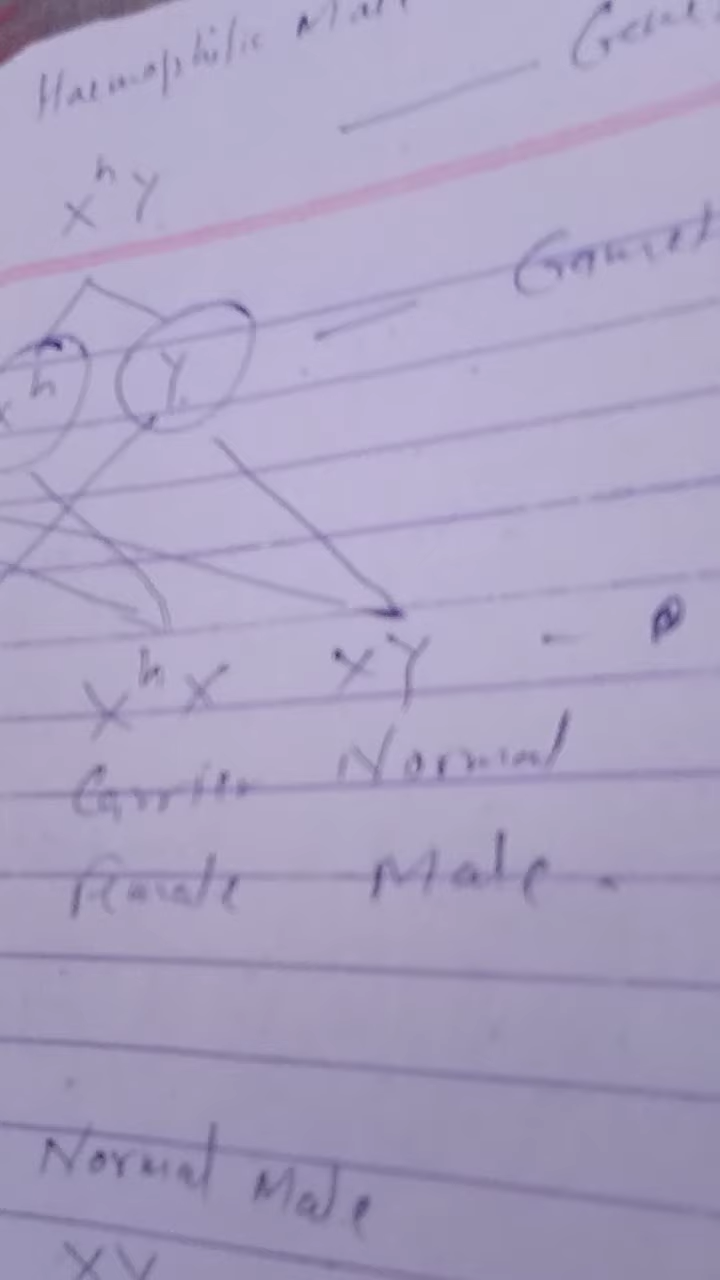 Haemophilic Male
X^h Y
h Y
X^h X XY -
Carrier Normal
Female Male.
Normal Male
XY